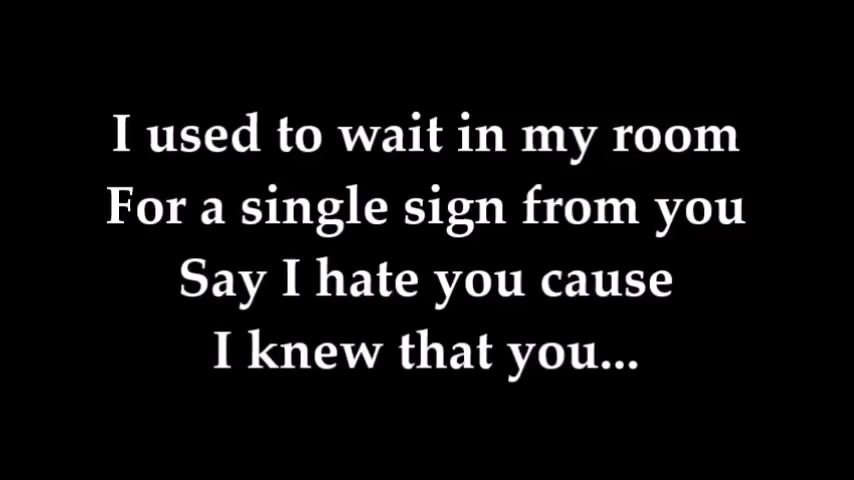 I used to wait in my room
For a single sign from you
Say I hate you cause
I knew that you...